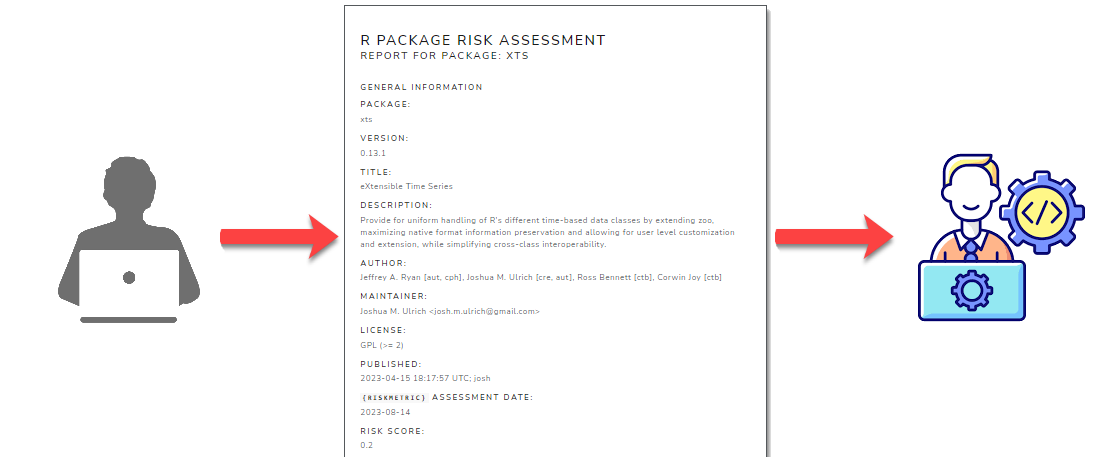 R PACKAGE RISK ASSESSMENT
REPORT FOR PACKAGE: XTS
GENERAL INFORMATION
PACKAGE:
xts
VERSION:
0.13.1
TITLE:
eXtensible Time Series
DESCRIPTION:
Provide for uniform handling of R's different time-based data classes by extending zoo,
maximizing native format information preservation and allowing for user level customization
and extension, while simplifying cross-class interoperability.
AUTHOR:
Jeffrey A. Ryan [aut, cph], Joshua M. Ulrich [cre, aut], Ross Bennett [ctb], Corwin Joy [ctb]
MAINTAINER:
Joshua M. Ulrich <josh.m.ulrich@gmail.com>
LICENSE:
GPL (>= 2)
PUBLISHED:
2023-04-15 18:17:57 UTC; josh
{RISKMETRIC} ASSESSMENT DATE:
2023-08-14
RISK SCORE:
0.2
</>